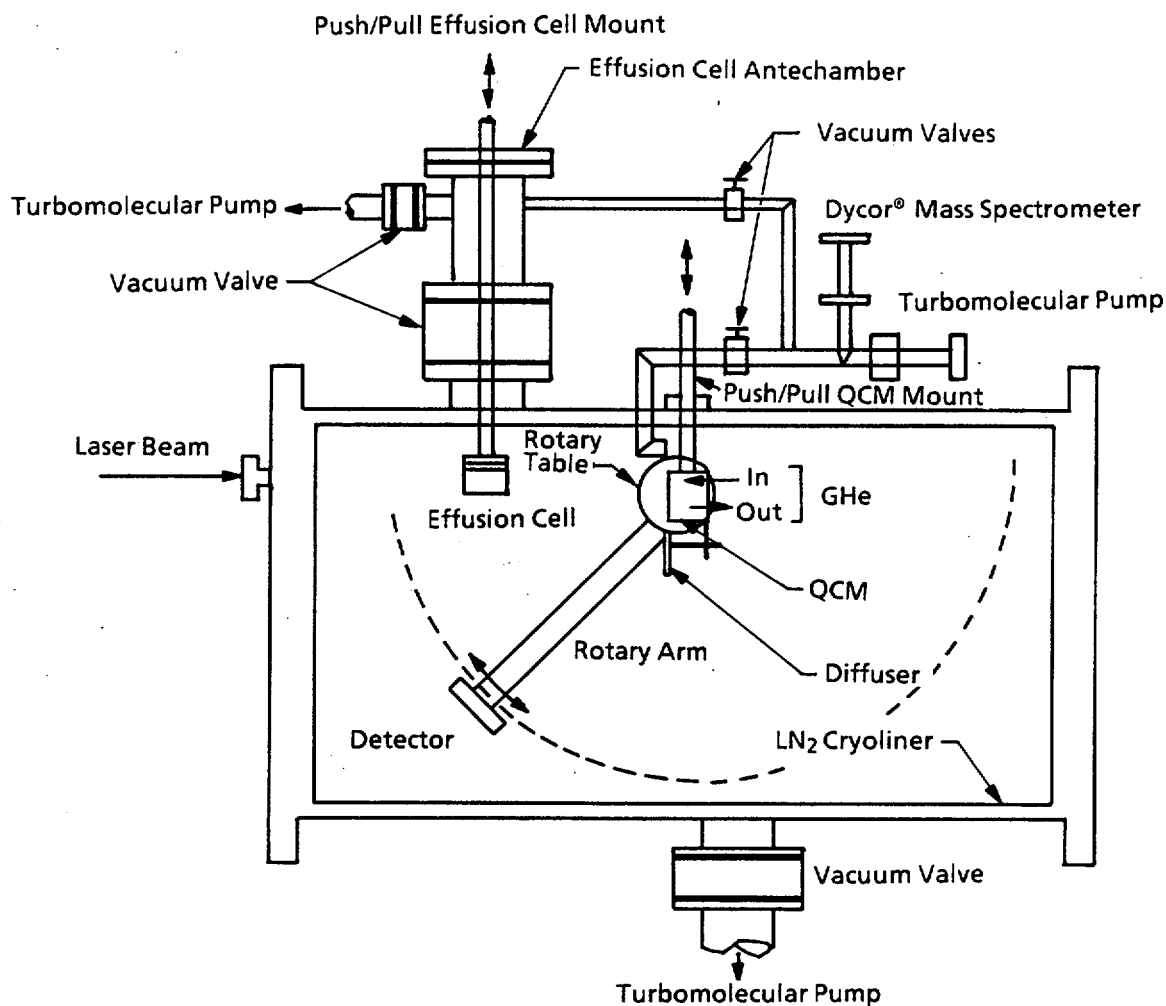 Push/Pull Effusion Cell Mount
Effusion Cell Antechamber
Vacuum Valves
Turbomolecular Pump
Dycor® Mass Spectrometer
Vacuum Valve
Turbomolecular Pump
Push/Pull QCM Mount
Laser Beam
Rotary
Table
In
Out
GHe
Effusion Cell
QCM
Rotary Arm
Diffuser
Detector
LN2 Cryoliner
Vacuum Valve
Turbomolecular Pump